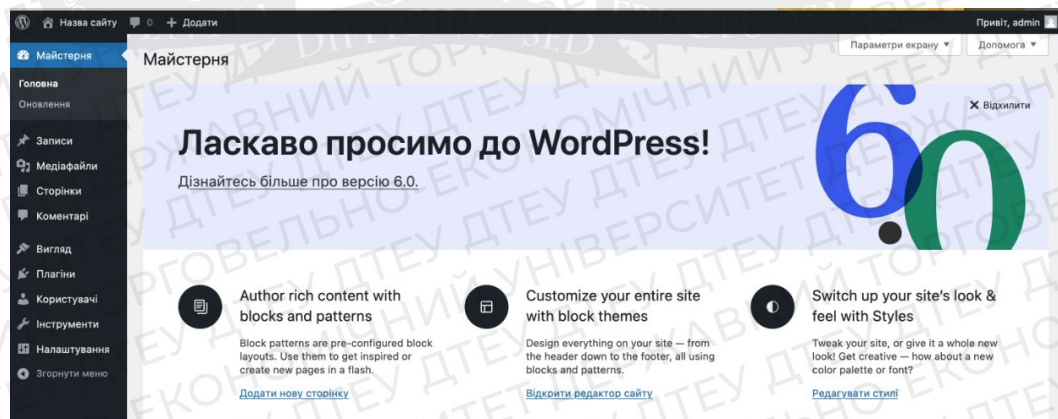 Назва сайту 0 Додати Привіт, admin
Майстерня
Головна
Оновлення
Записи
Медіафайли
Сторінки
Коментарі
Вигляд
Плагіни
Користувачі
Інструменти
Налаштування
Згорнути меню
Параметри екрану Допомога
Майстерня
Відхилити
Ласкаво просимо до WordPress!
Дізнайтесь більше про версію 6.0.
6.0
Author rich content with
blocks and patterns
Block patterns are pre-configured block
layouts. Use them to get inspired or
create new pages in a flash.
Додати нову сторінку
Customize your entire site
with block themes
Design everything on your site — from
the header down to the footer, all using
blocks and patterns.
Відкрити редактор сайту
Switch up your site's look &
feel with Styles
Tweak your site, or give it a whole new
look! Get creative — how about a new
color palette or font?
Редагувати стилі